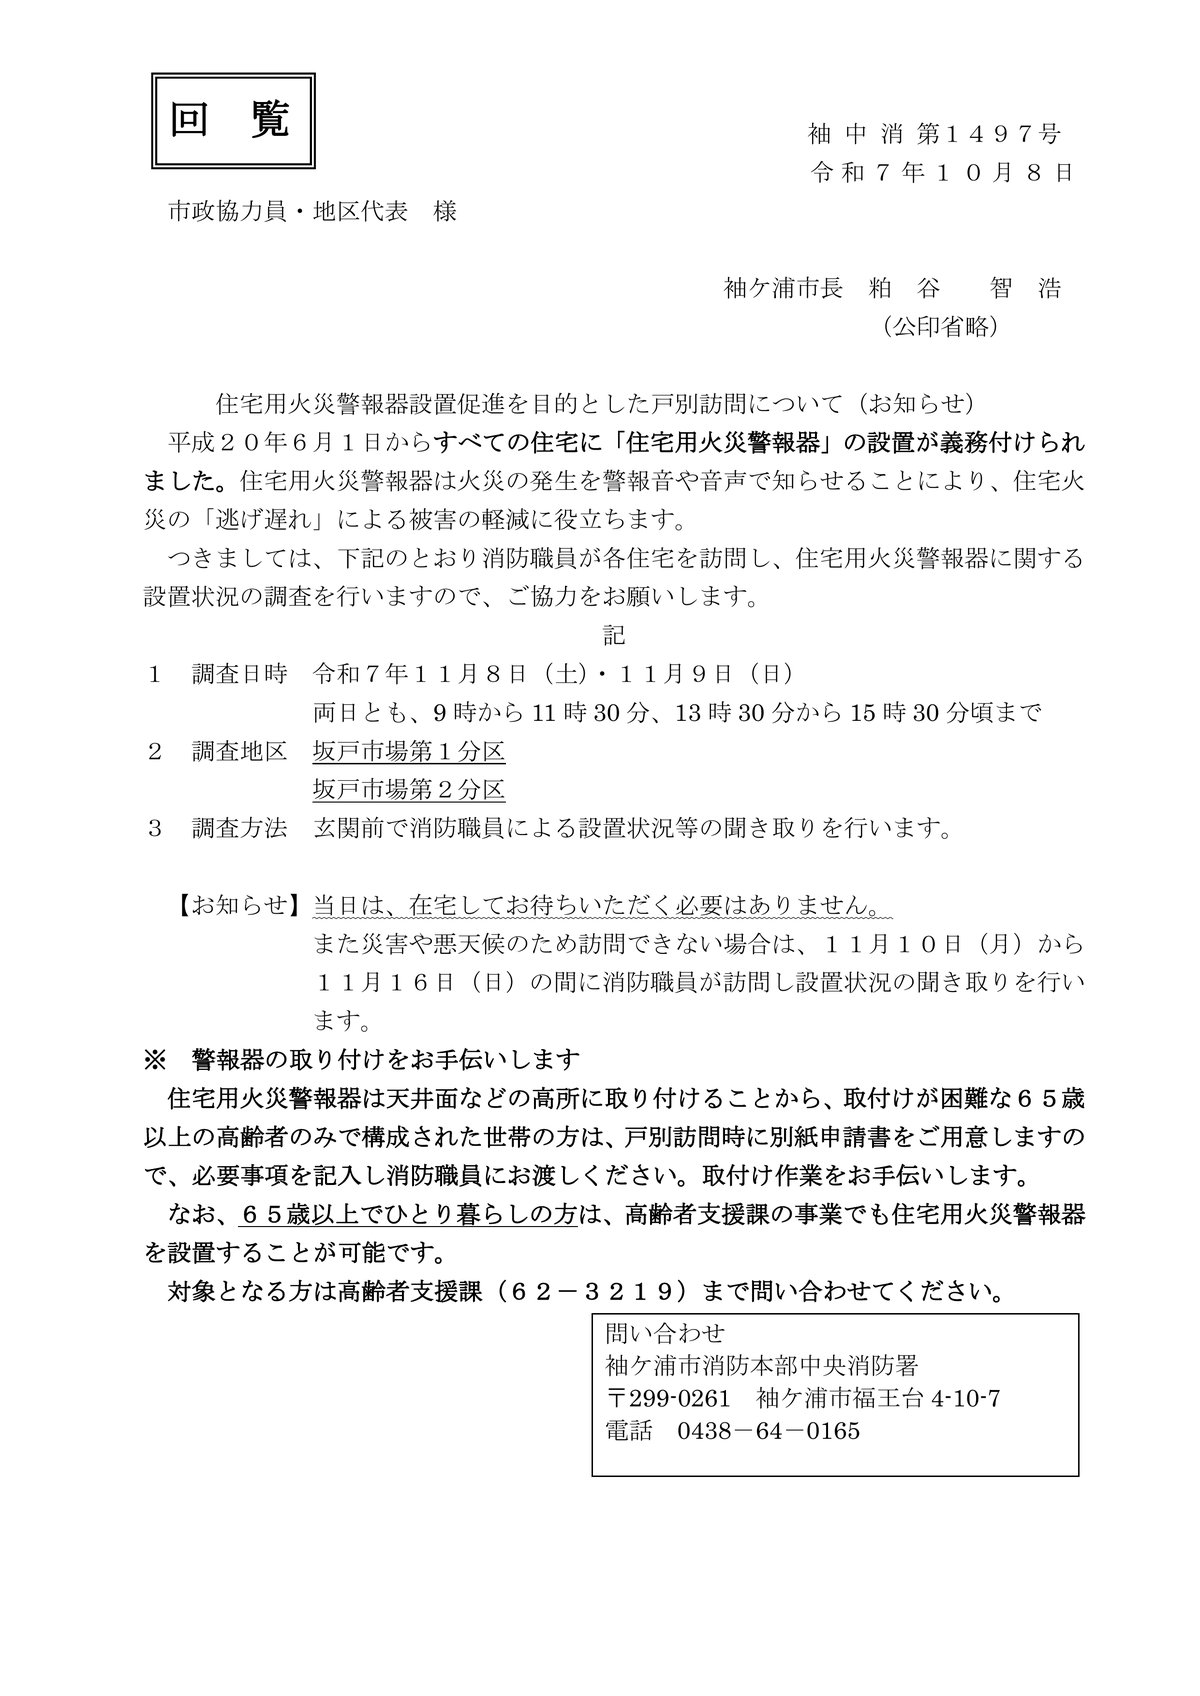 回　覧
袖 中 消 第１４９７号
令和７年１０月８日
市政協力員・地区代表　様
袖ケ浦市長　粕　谷　　智　浩
（公印省略）
住宅用火災警報器設置促進を目的とした戸別訪問について（お知らせ）
平成２０年６月１日からすべての住宅に「住宅用火災警報器」の設置が義務付けられ
ました。住宅用火災警報器は火災の発生を警報音や音声で知らせることにより、住宅火
災の「逃げ遅れ」による被害の軽減に役立ちます。
つきましては、下記のとおり消防職員が各住宅を訪問し、住宅用火災警報器に関する
設置状況の調査を行いますので、ご協力をお願いします。
記
１　調査日時　令和７年１１月８日（土）・１１月９日（日）
両日とも、9 時から 11 時 30 分、13 時 30 分から 15 時 30 分頃まで
２　調査地区　坂戸市場第１分区
坂戸市場第２分区
３　調査方法　玄関前で消防職員による設置状況等の聞き取りを行います。
【お知らせ】当日は、在宅してお待ちいただく必要はありません。
また災害や悪天候のため訪問できない場合は、１１月１０日（月）から
１１月１６日（日）の間に消防職員が訪問し設置状況の聞き取りを行い
ます。
※　警報器の取り付けをお手伝いします
住宅用火災警報器は天井面などの高所に取り付けることから、取付けが困難な６５歳
以上の高齢者のみで構成された世帯の方は、戸別訪問時に別紙申請書をご用意しますの
で、必要事項を記入し消防職員にお渡しください。取付け作業をお手伝いします。
なお、６５歳以上でひとり暮らしの方は、高齢者支援課の事業でも住宅用火災警報器
を設置することが可能です。
対象となる方は高齢者支援課（６２－３２１９）まで問い合わせてください。
問い合わせ
袖ケ浦市消防本部中央消防署
〒299-0261　袖ケ浦市福王台 4-10-7
電話　0438－64－0165